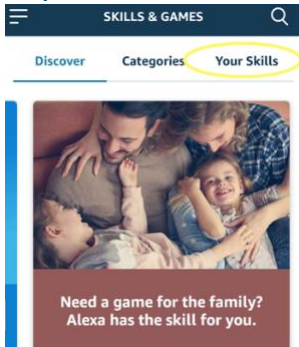 SKILLS & GAMES
Discover Categories Your Skills
Need a game for the family?
Alexa has the skill for you.